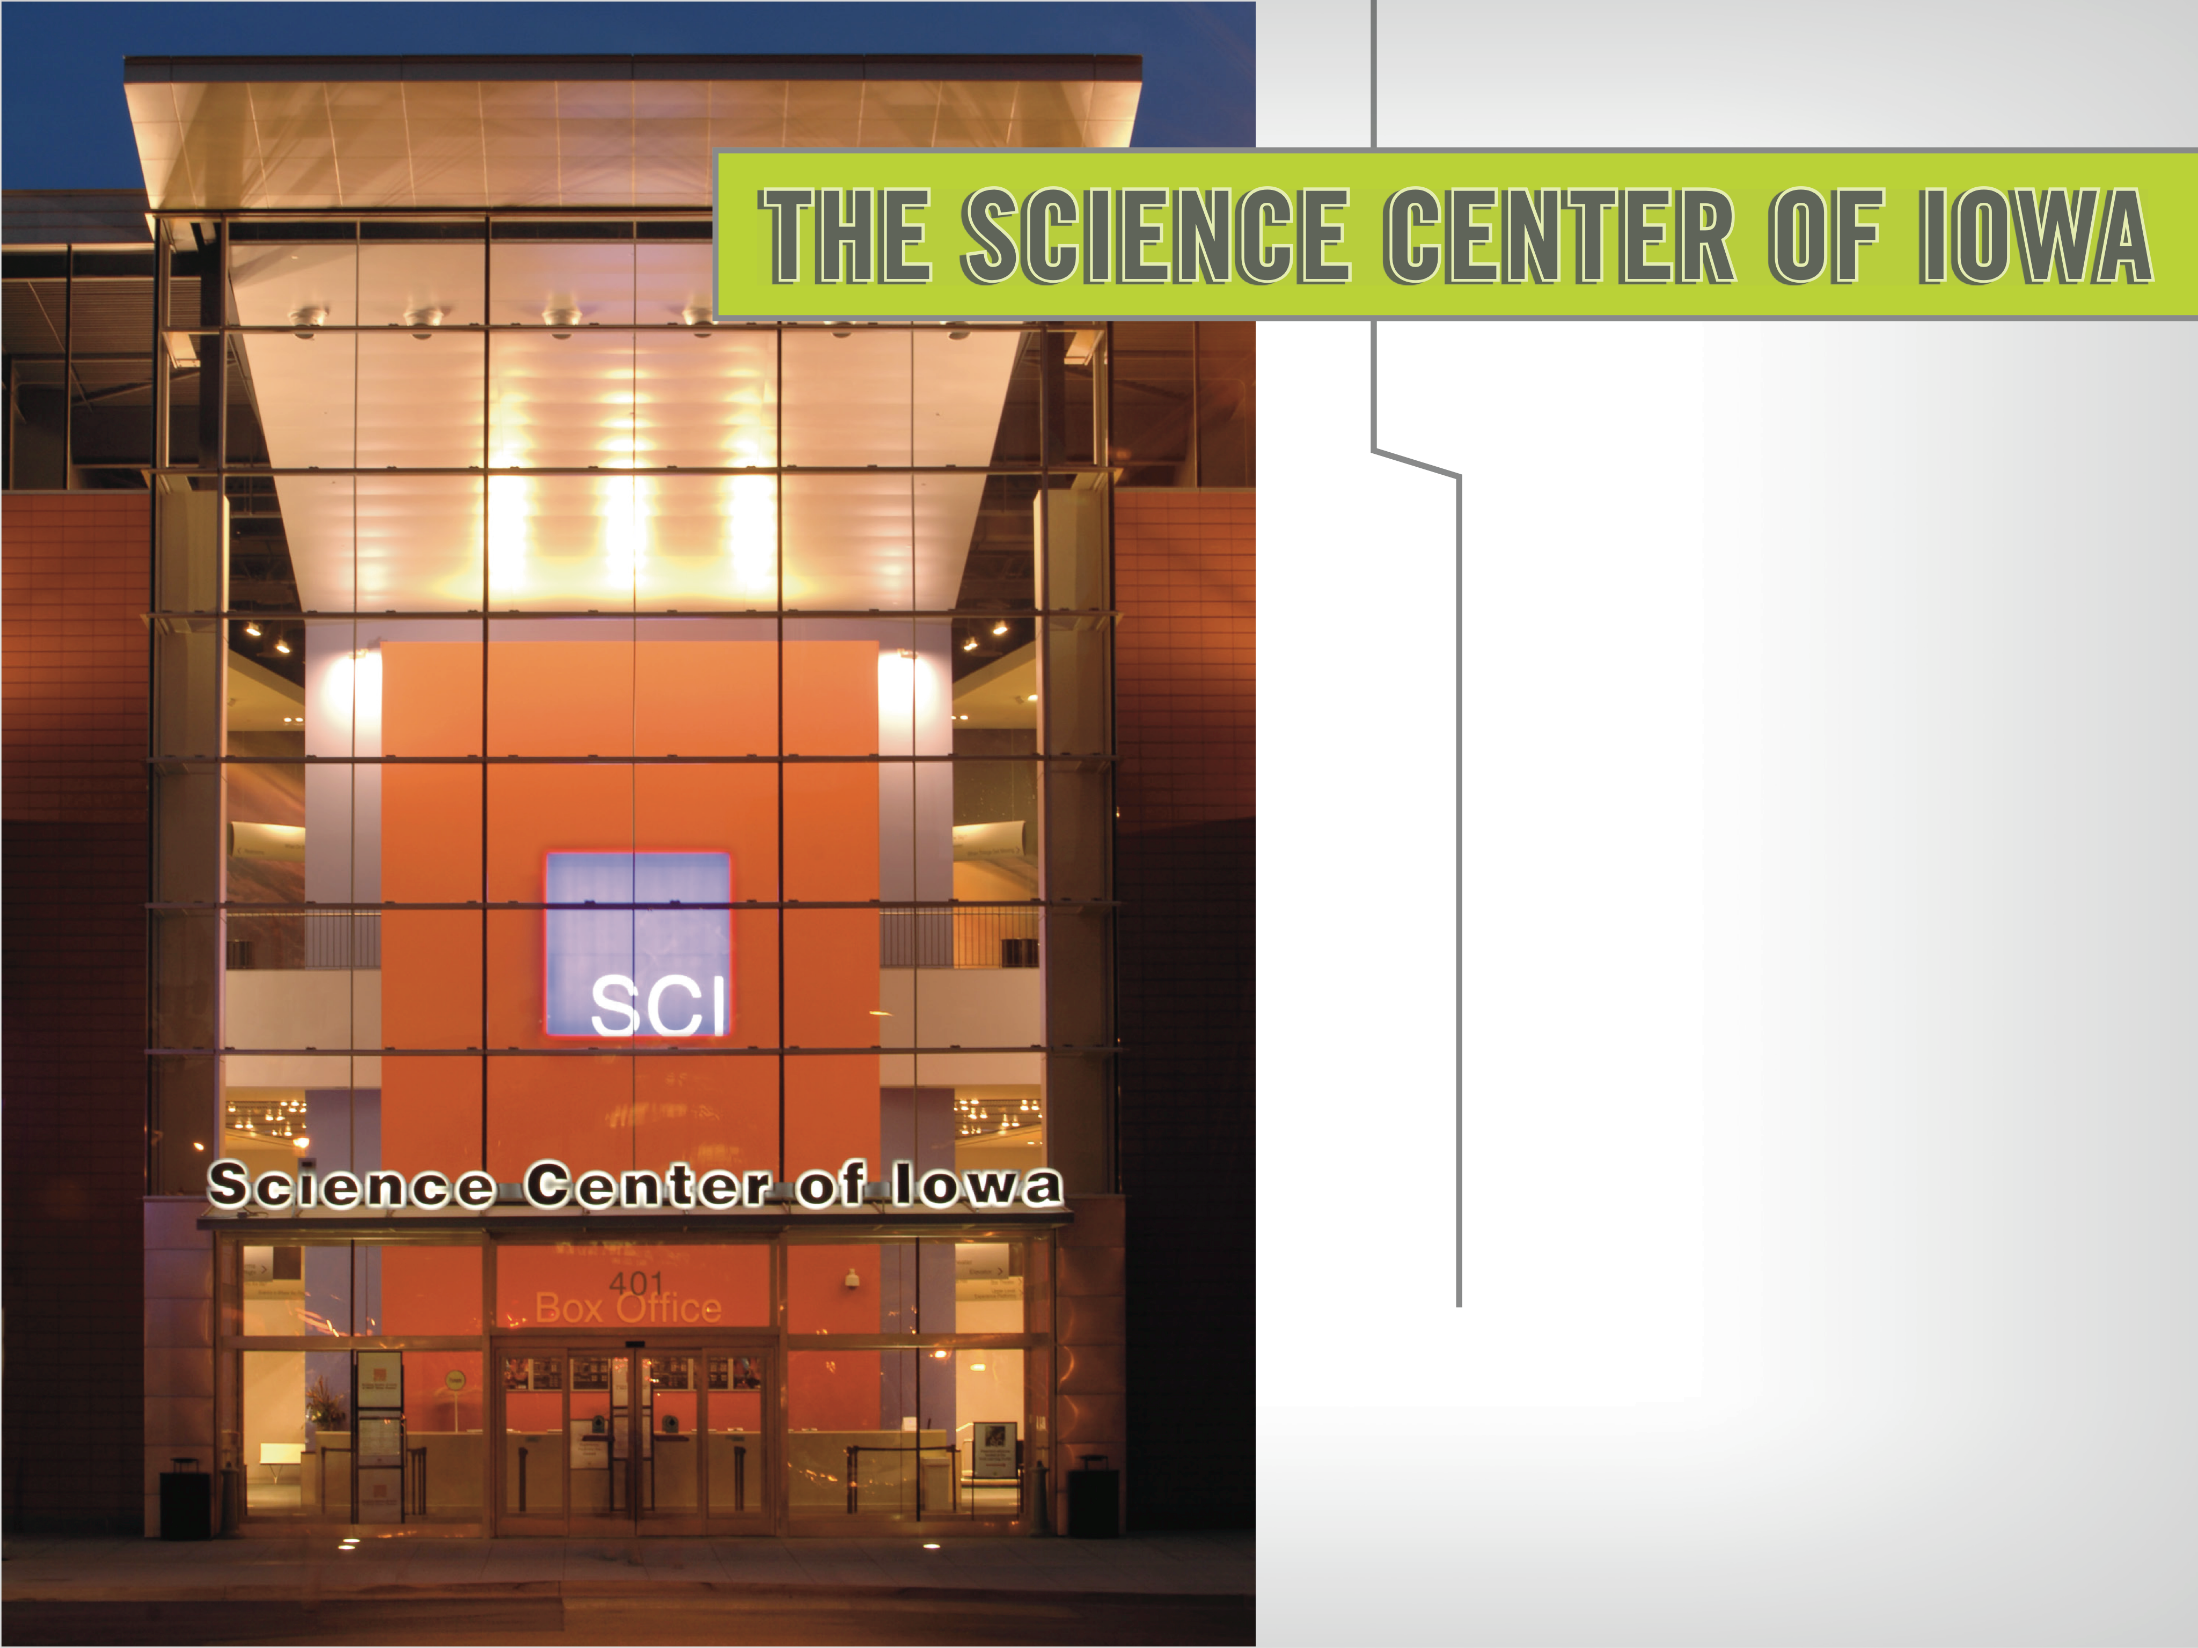 THE SCIENCE CENTER OF IOWA
SCI
Science Center of Iowa
401
Box Office